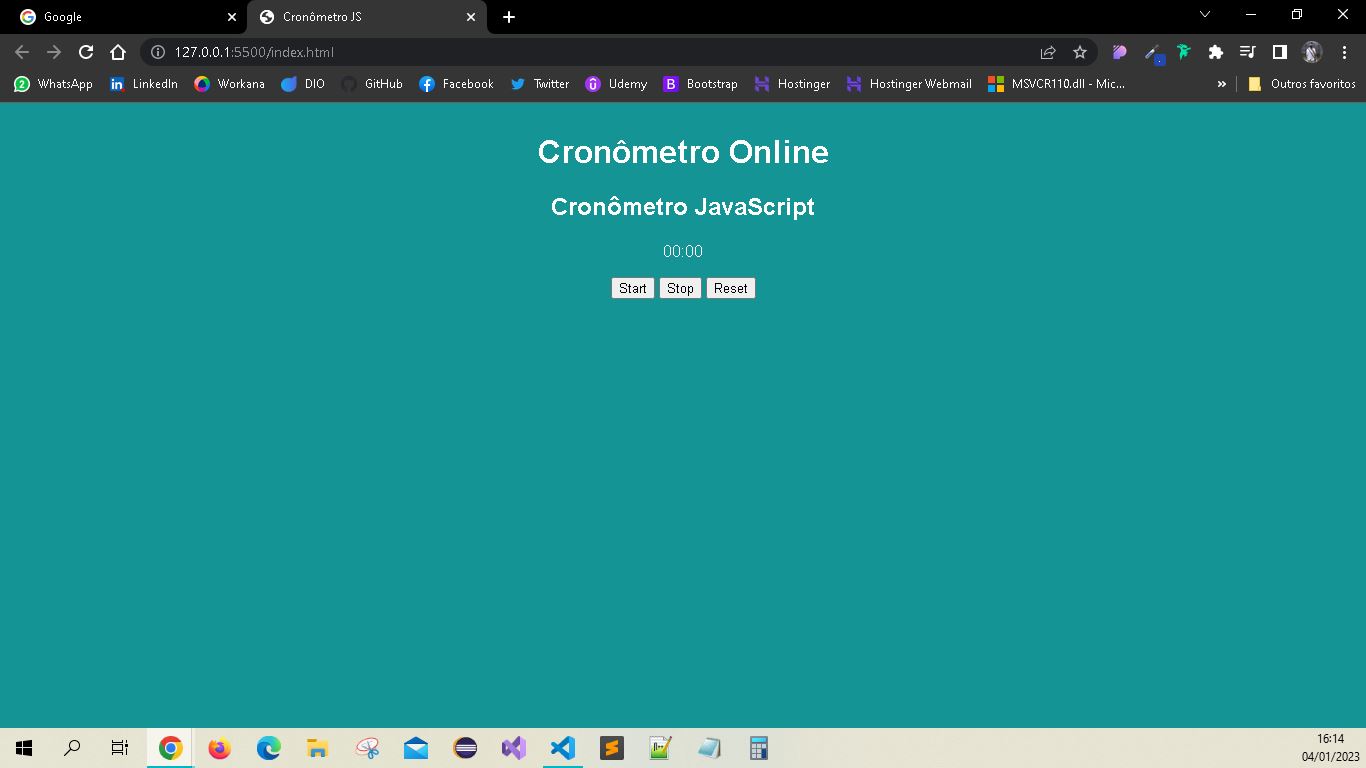 Google
Cronômetro JS
127.0.0.1:5500/index.html
WhatsApp LinkedIn Workana DIO GitHub Facebook Twitter Udemy Bootstrap Hostinger Hostinger Webmail MSVCR110.dll - Mic... » Outros favoritos
Cronômetro Online
Cronômetro JavaScript
00:00
Start Stop Reset
16:14
04/01/2023